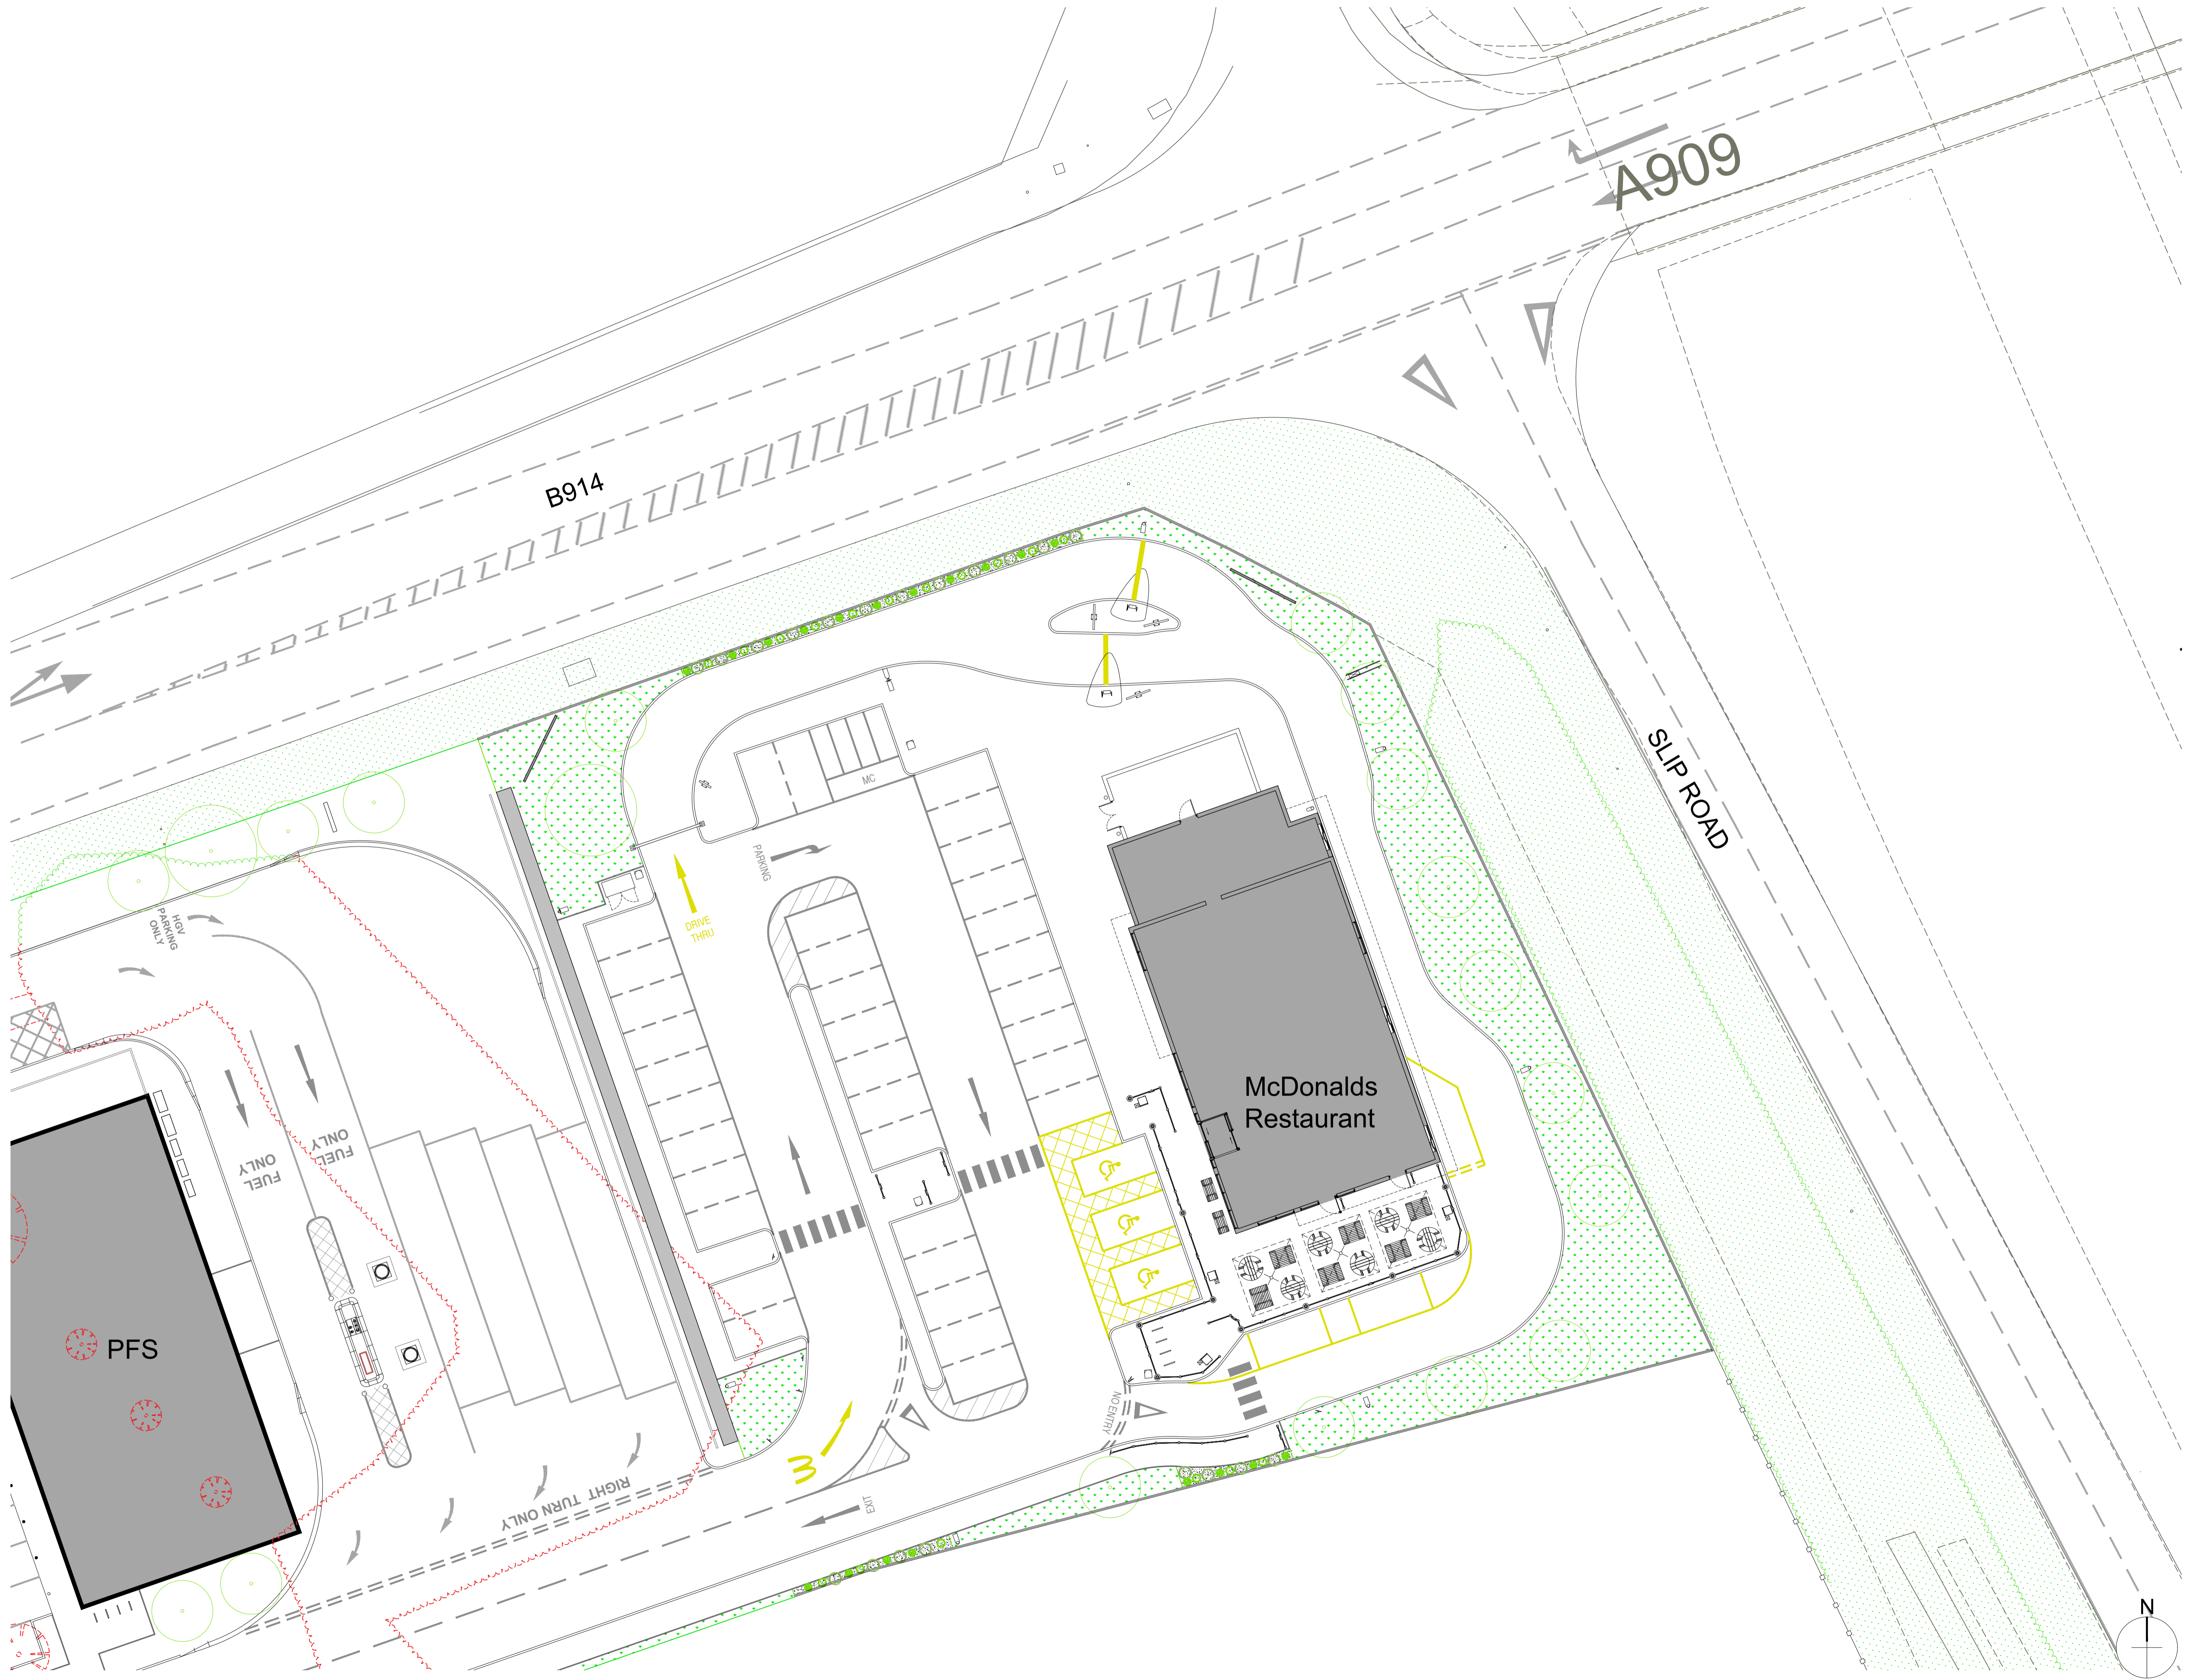 A909
B914
SLIP ROAD
MC
PARKING
DRIVE
THRU
HGV
PARKING
ONLY
FUEL
ONLY
FUEL
ONLY
McDonalds
Restaurant
PFS
NO ENTRY
RIGHT TURN ONLY
EXIT
N